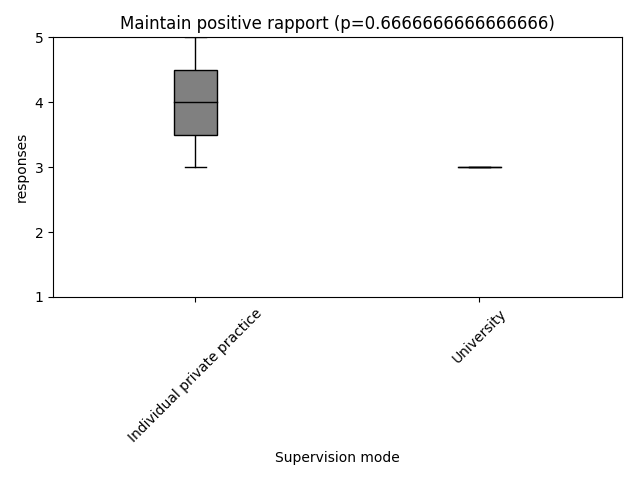 Maintain positive rapport (p=0.6666666666666666)
5
4
3
2
1
responses
Individual private practice
University
Supervision mode